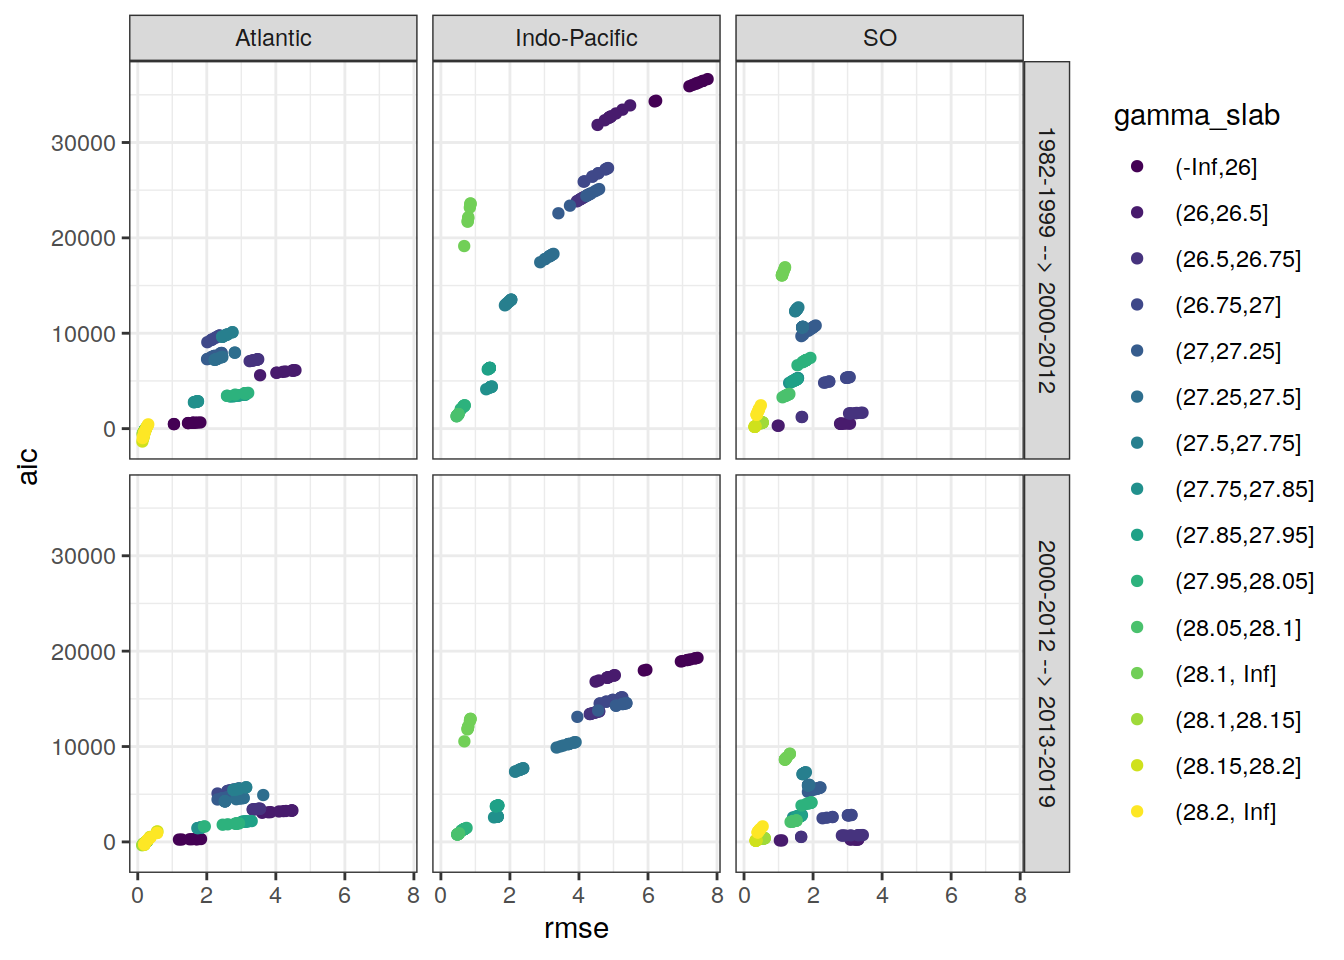 Atlantic
Indo-Pacific
SO
30000
20000
10000
0
1982-1999 --> 2000-2012
30000
20000
10000
0
2000-2012 --> 2013-2019
aic
0 2 4 6 8
0 2 4 6 8
0 2 4 6 8
rmse
gamma_slab
(-Inf,26]
(26,26.5]
(26.5,26.75]
(26.75,27]
(27,27.25]
(27.25,27.5]
(27.5,27.75]
(27.75,27.85]
(27.85,27.95]
(27.95,28.05]
(28.05,28.1]
(28.1, Inf]
(28.1,28.15]
(28.15,28.2]
(28.2, Inf]